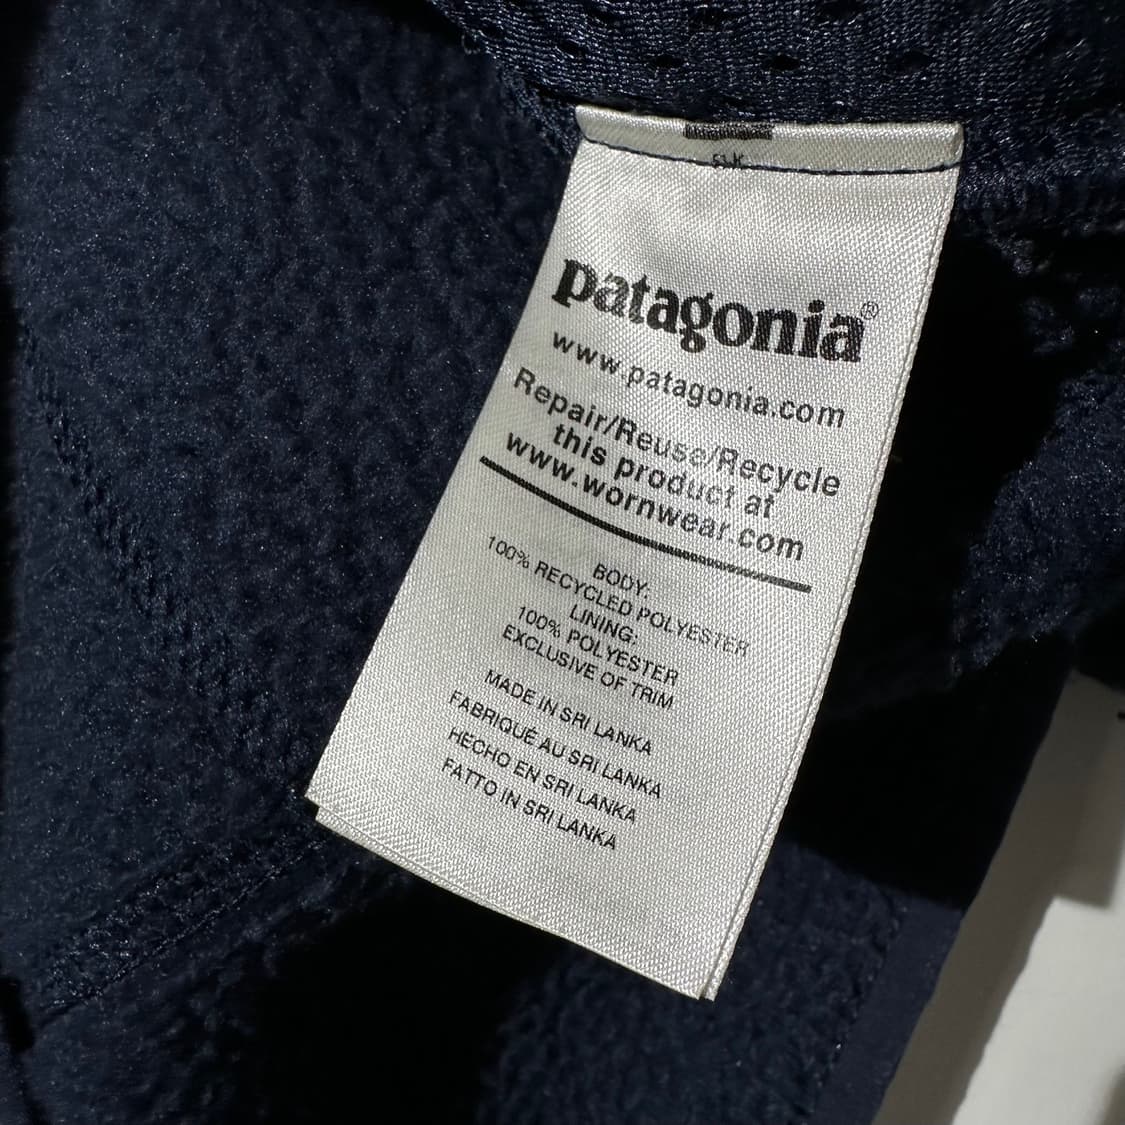 patagonia®
www.patagonia.com
Repair/Reuse/Recycle
this product at
www.wornwear.com
BODY:
100% RECYCLED POLYESTER
LINING:
100% POLYESTER
EXCLUSIVE OF TRIM
MADE IN SRI LANKA
FABRIQUÉ AU SRI LANKA
HECHO EN SRI LANKA
FATTO IN SRI LANKA